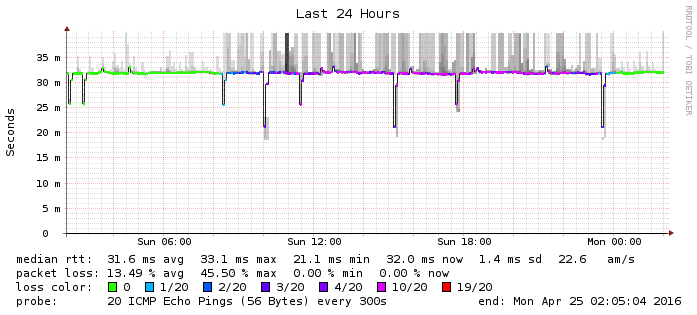 Last 24 Hours
RRDTOOL / TOBI OETIKER
Seconds
35 m
30 m
25 m
20 m
15 m
10 m
5 m
0
Sun 06:00 Sun 12:00 Sun 18:00 Mon 00:00
median rtt: 31.6 ms avg 33.1 ms max 21.1 ms min 32.0 ms now 1.4 ms sd 22.6 am/s
packet loss: 13.49 % avg 45.50 % max 0.00 % min 0.00 % now
loss color: 0 1/20 2/20 3/20 4/20 10/20 19/20
probe: 20 ICMP Echo Pings (56 Bytes) every 300s end: Mon Apr 25 02:05:04 2016